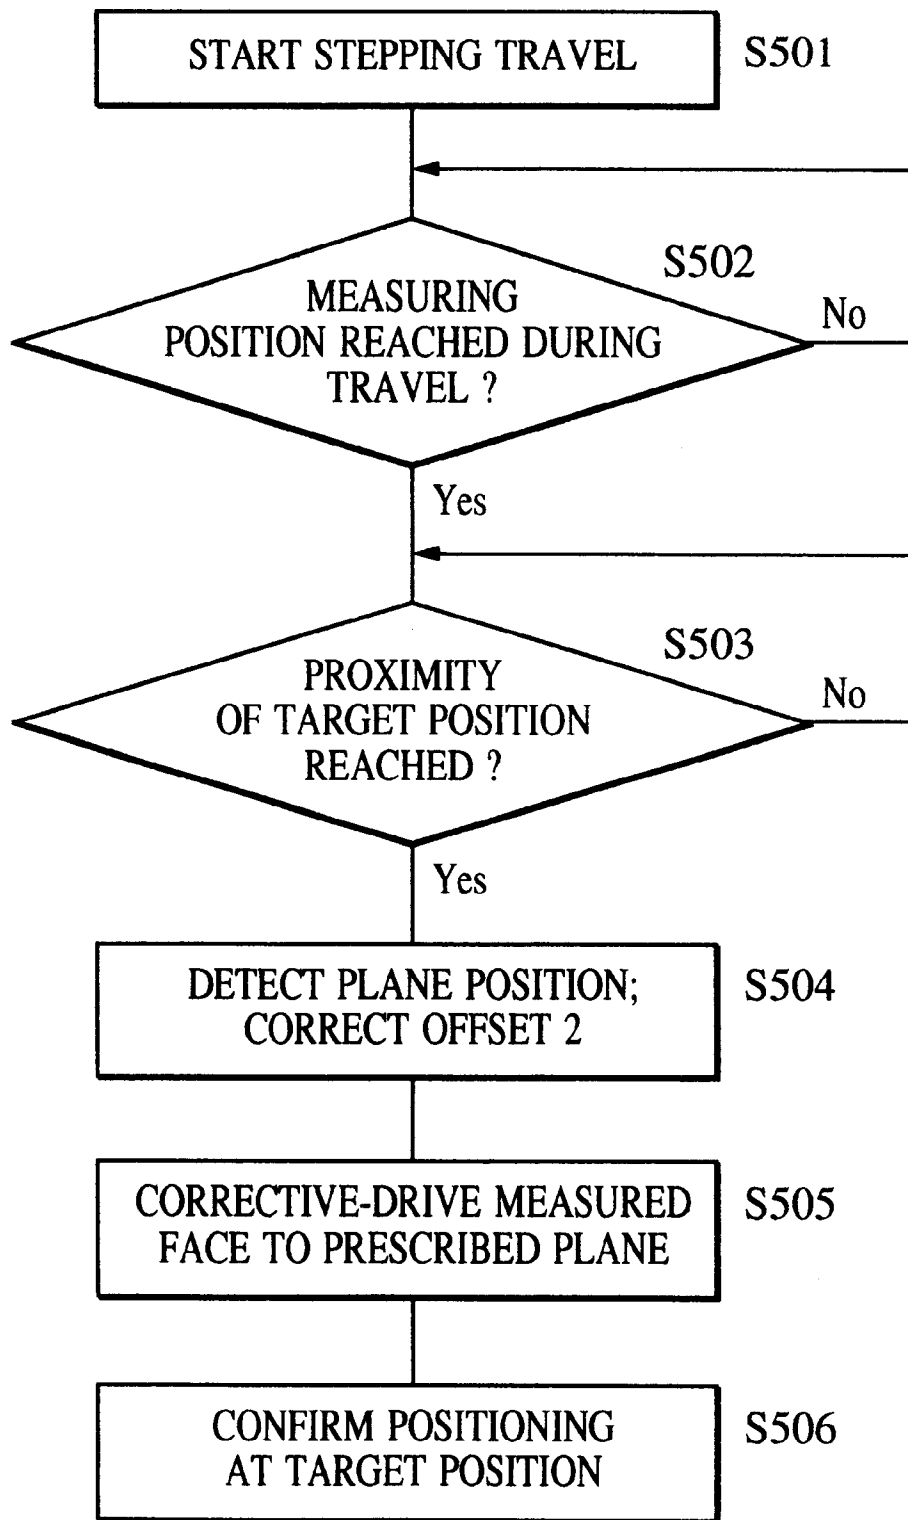 START STEPPING TRAVEL
S501
S502
MEASURING
POSITION REACHED DURING
TRAVEL ?
No
Yes
S503
PROXIMITY
OF TARGET POSITION
REACHED ?
No
Yes
DETECT PLANE POSITION;
CORRECT OFFSET 2
S504
CORRECTIVE-DRIVE MEASURED
FACE TO PRESCRIBED PLANE
S505
CONFIRM POSITIONING
AT TARGET POSITION
S506